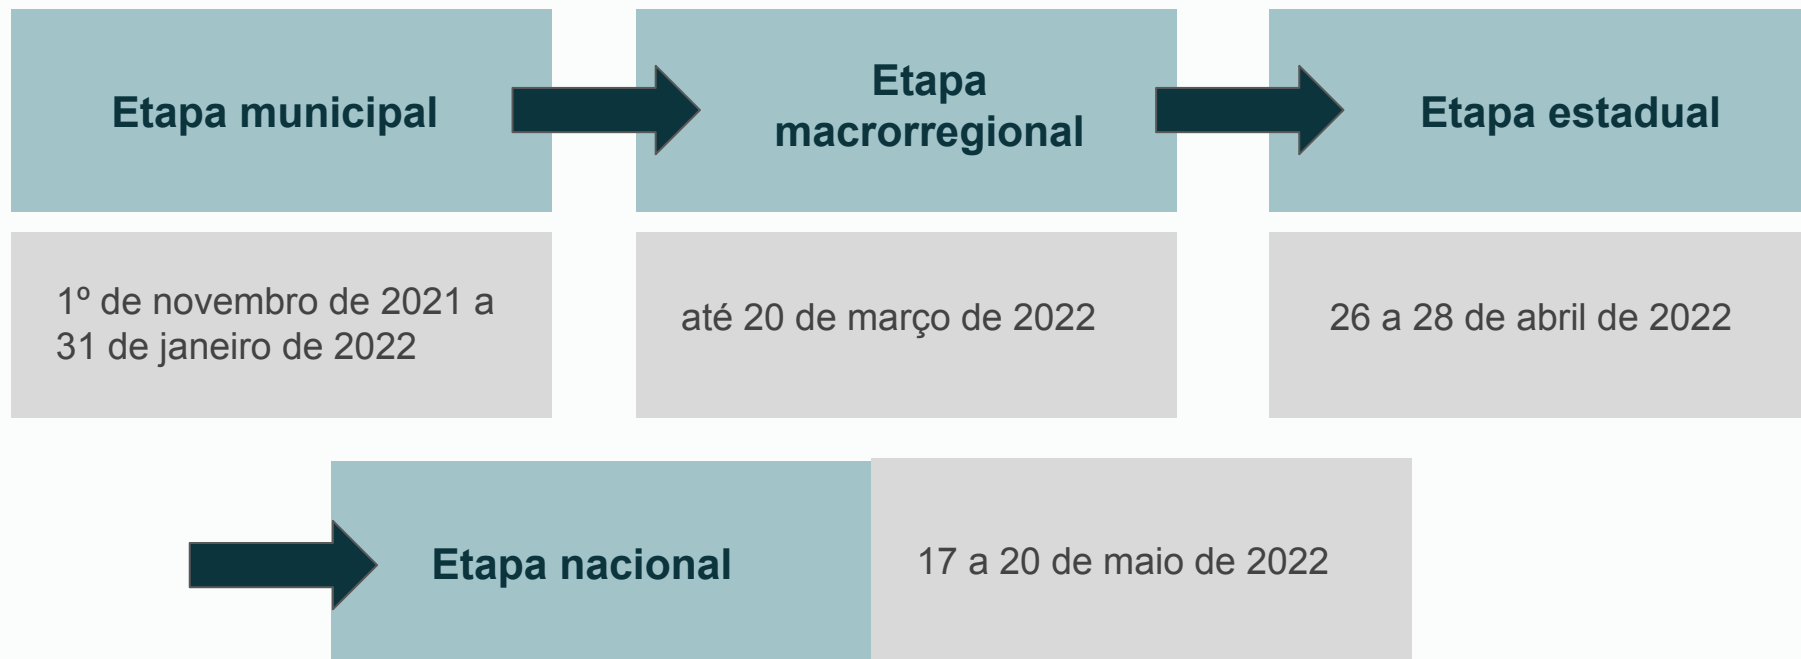 Etapa municipal
Etapa
macrorregional
Etapa estadual
1º de novembro de 2021 a
31 de janeiro de 2022
até 20 de março de 2022
26 a 28 de abril de 2022
Etapa nacional
17 a 20 de maio de 2022